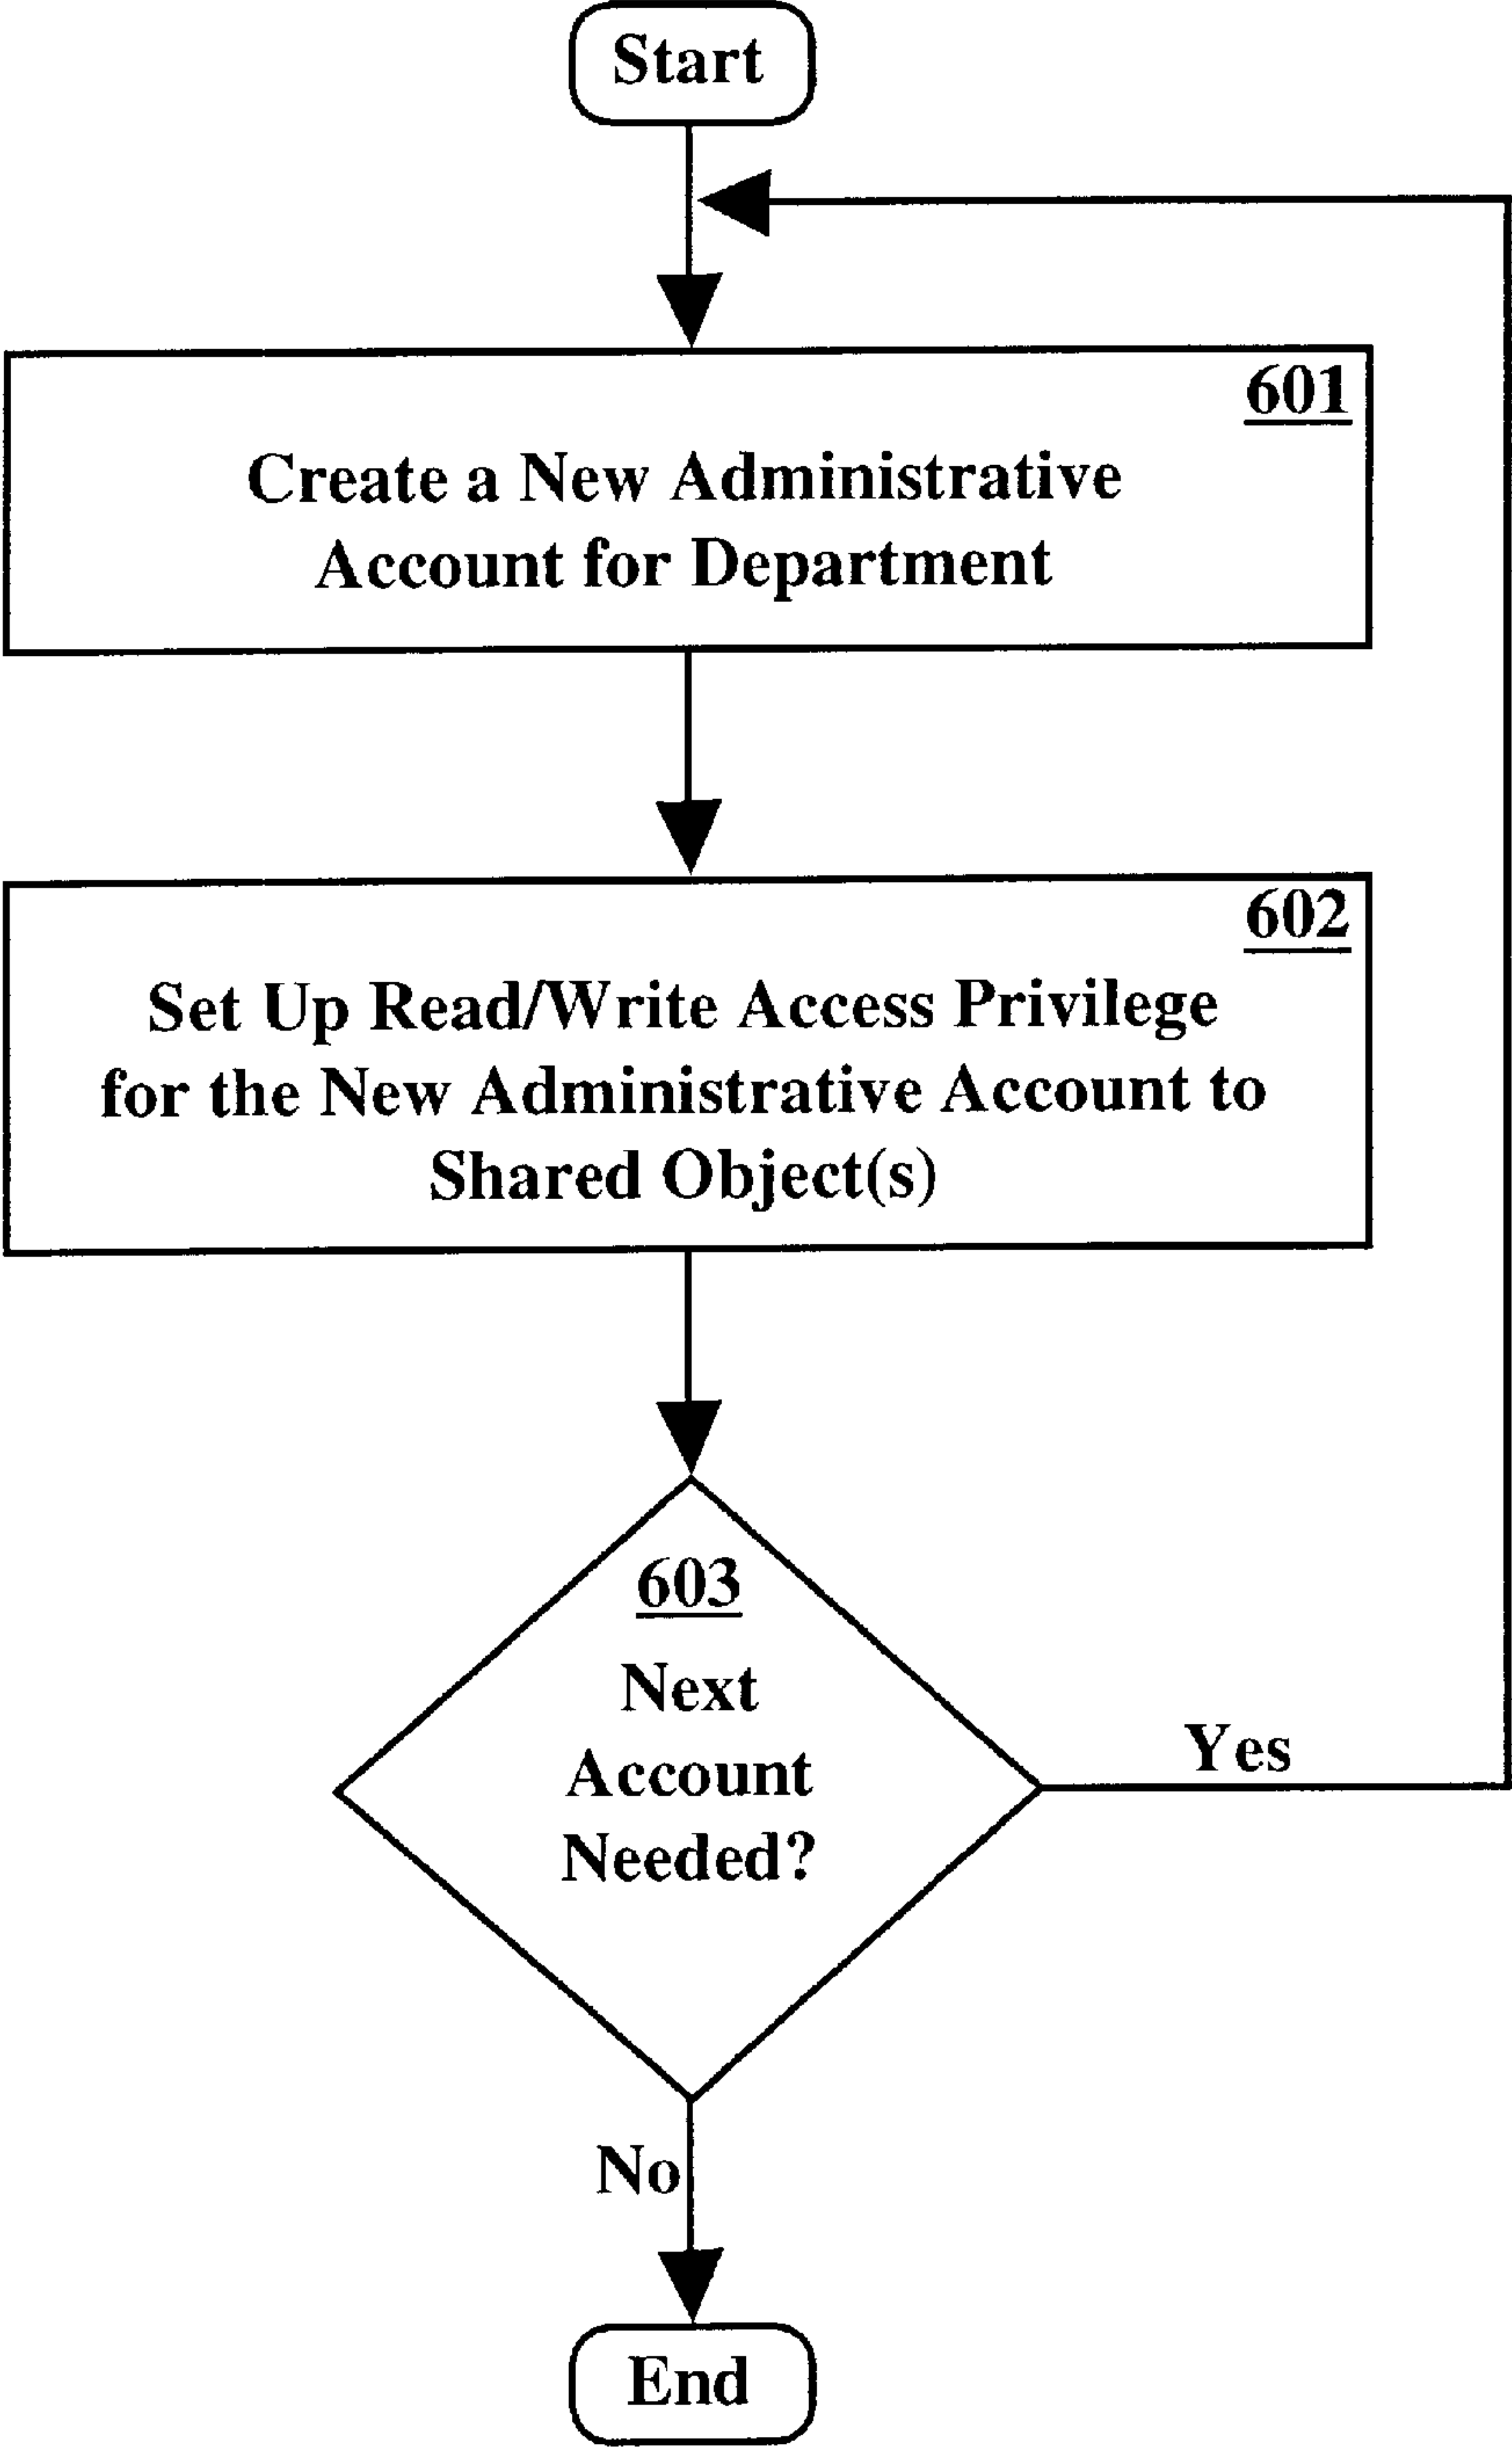 Start
601
Create a New Administrative
Account for Department
602
Set Up Read/Write Access Privilege
for the New Administrative Account to
Shared Object(s)
603
Next
Account
Needed?
Yes
No
End